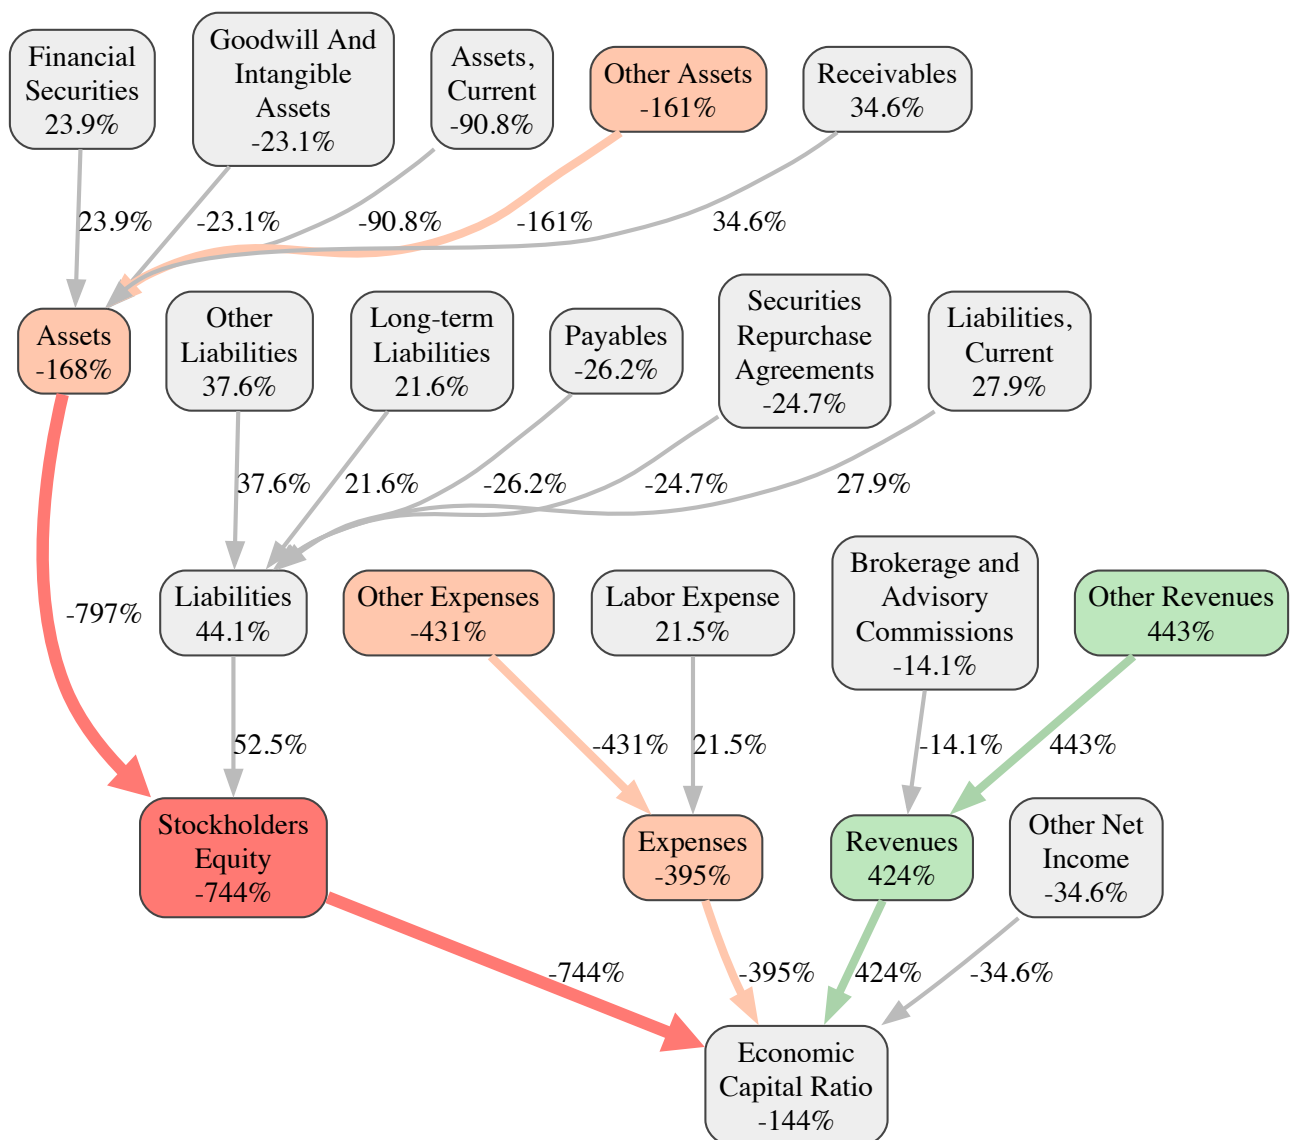 Financial
Securities
23.9%
Goodwill And
Intangible
Assets
-23.1%
Assets,
Current
-90.8%
Other Assets
-161%
Receivables
34.6%
23.9%
-23.1%
-90.8%
-161%
34.6%
Assets
-168%
Other
Liabilities
37.6%
Long-term
Liabilities
21.6%
Payables
-26.2%
Securities
Repurchase
Agreements
-24.7%
Liabilities,
Current
27.9%
37.6%
21.6%
-26.2%
-24.7%
27.9%
-797%
Liabilities
44.1%
Other Expenses
-431%
Labor Expense
21.5%
Brokerage and
Advisory
Commissions
-14.1%
Other Revenues
443%
52.5%
-431%
21.5%
-14.1%
443%
Stockholders
Equity
-744%
Expenses
-395%
Revenues
424%
Other Net
Income
-34.6%
-744%
-395%
424%
-34.6%
Economic
Capital Ratio
-144%